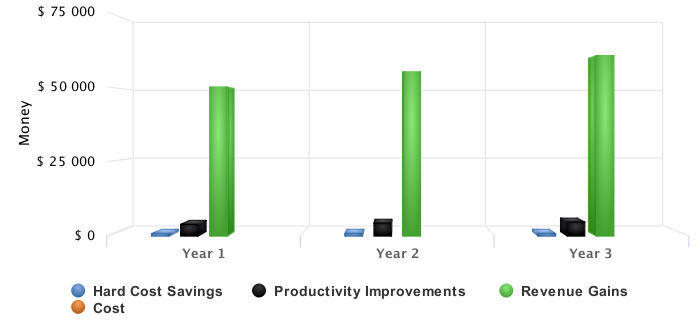 $ 75 000
$ 50 000
$ 25 000
$ 0
Money
Year 1 Year 2 Year 3
Hard Cost Savings Productivity Improvements Revenue Gains
Cost